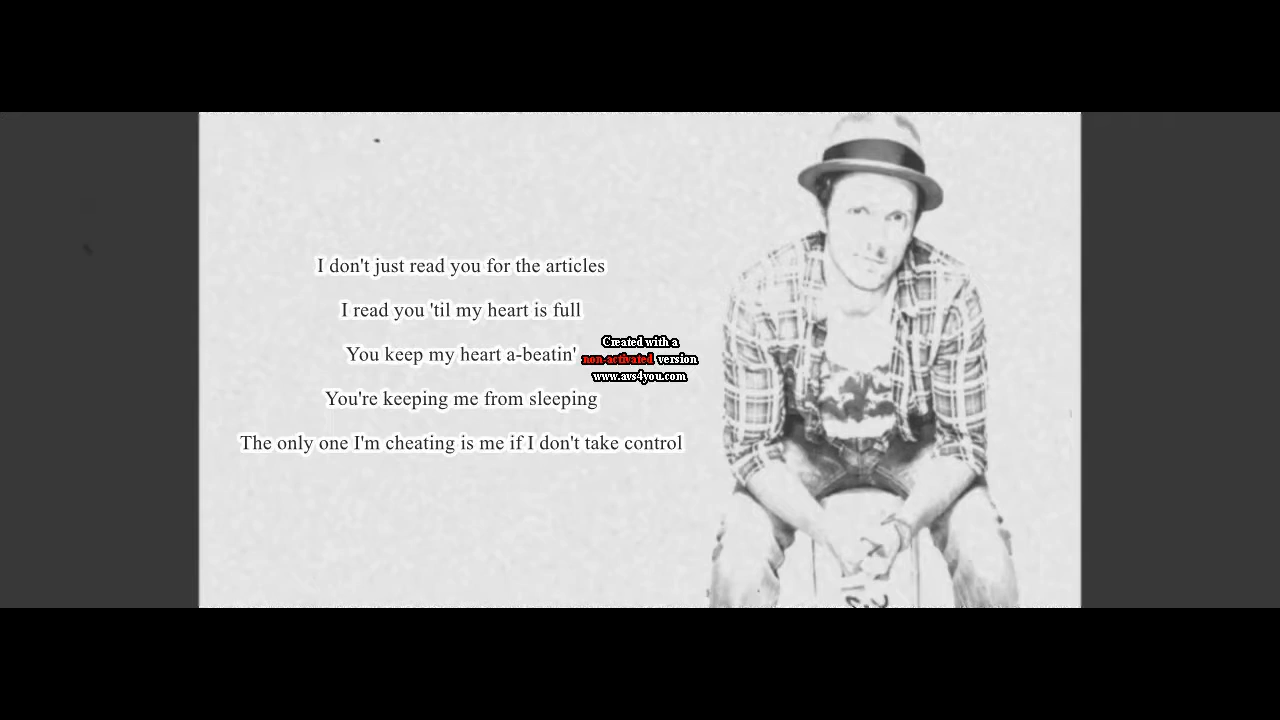 I don't just read you for the articles
I read you 'til my heart is full
You keep my heart a-beatin'
You're keeping me from sleeping
The only one I'm cheating is me if I don't take control
Created with a
non-activated version
www.avs4you.com